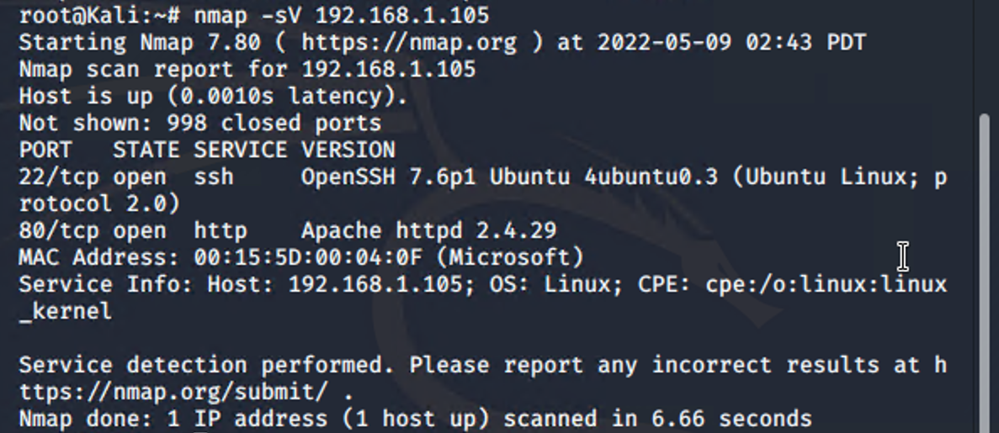 root@Kali:~# nmap -sV 192.168.1.105
Starting Nmap 7.80 ( https://nmap.org ) at 2022-05-09 02:43 PDT
Nmap scan report for 192.168.1.105
Host is up (0.0010s latency).
Not shown: 998 closed ports
PORT   STATE SERVICE VERSION
22/tcp open  ssh     OpenSSH 7.6p1 Ubuntu 4ubuntu0.3 (Ubuntu Linux; p
rotocol 2.0)
80/tcp open  http    Apache httpd 2.4.29
MAC Address: 00:15:5D:00:04:0F (Microsoft)
Service Info: Host: 192.168.1.105; OS: Linux; CPE: cpe:/o:linux:linux
_kernel

Service detection performed. Please report any incorrect results at h
ttps://nmap.org/submit/ .
Nmap done: 1 IP address (1 host up) scanned in 6.66 seconds